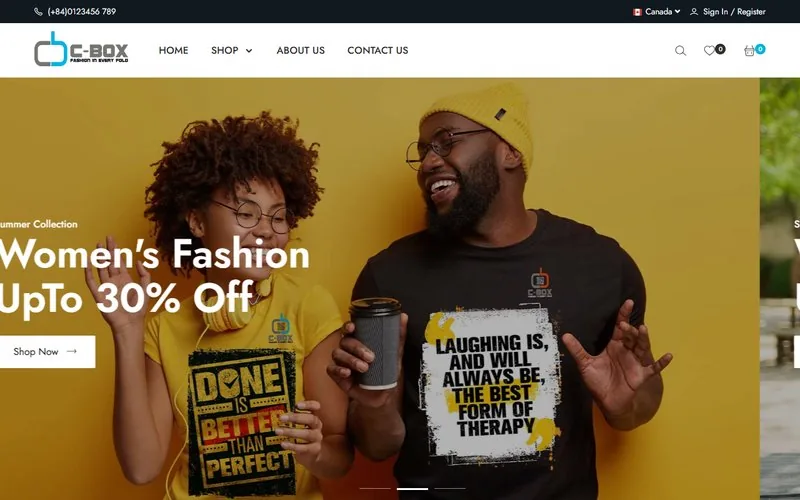 (+84)0123456 789
Canada
Sign In / Register
C-BOX
FASHION IN EVERY FOLD
HOME
SHOP
ABOUT US
CONTACT US
0
0
ummer Collection
Women's Fashion
UpTo 30% Off
Shop Now
C-BOX
DONE
IS
BETTER
THAN
PERFECT
C-BOX
LAUGHING IS,
AND WILL
ALWAYS BE,
THE BEST
FORM OF
THERAPY
S